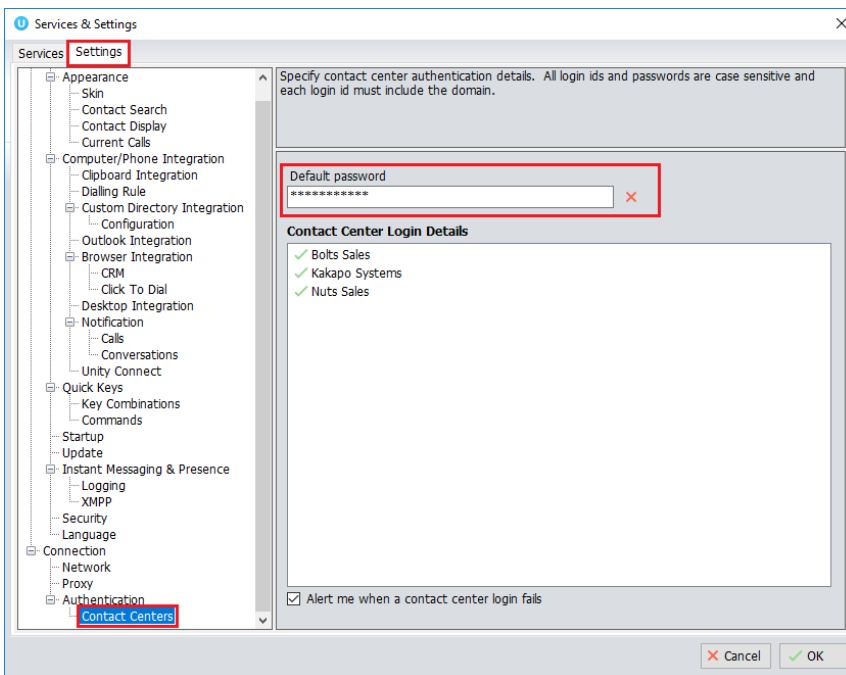 Services & Settings
Services
Settings
Appearance
Skin
Contact Search
Contact Display
Current Calls
Computer/Phone Integration
Clipboard Integration
Dialling Rule
Custom Directory Integration
Configuration
Outlook Integration
Browser Integration
CRM
Click To Dial
Desktop Integration
Notification
Calls
Conversations
Unity Connect
Quick Keys
Key Combinations
Commands
Startup
Update
Instant Messaging & Presence
Logging
XMPP
Security
Language
Connection
Network
Proxy
Authentication
Contact Centers
Specify contact center authentication details. All login ids and passwords are case sensitive and
each login id must include the domain.
Default password
***********
Contact Center Login Details
Bolts Sales
Kakapo Systems
Nuts Sales
Alert me when a contact center login fails
Cancel
OK